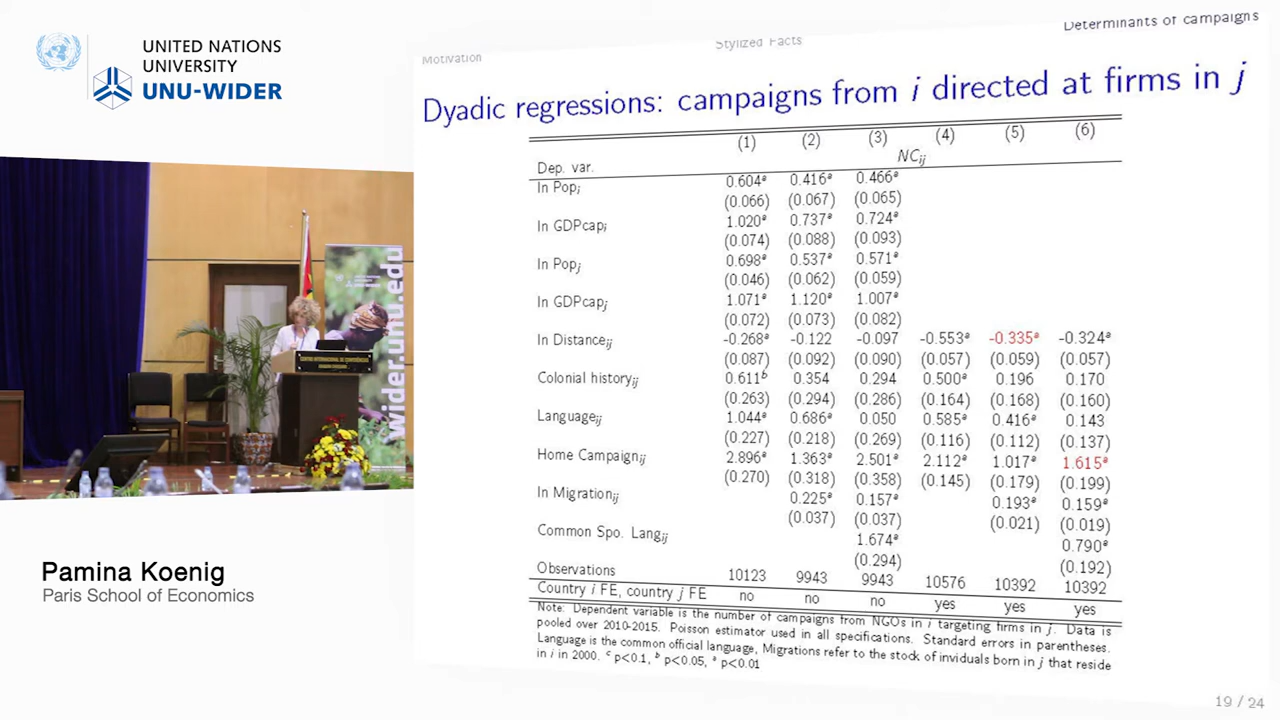 UNITED NATIONS
UNIVERSITY
UNU-WIDER
wider.unu.edu
UNU-WIDER
CENTRO INTERNACIONAL DE CONFERÊNCIAS
Pamina Koenig
Paris School of Economics
Motivation Stylized Facts Determinants of campaigns
Dyadic regressions: campaigns from i directed at firms in j
(1) (2) (3) (4) (5) (6)
Dep. var. NCij
ln Popi 0.604a 0.416a 0.466a
(0.066) (0.067) (0.065)
ln GDPcapi 1.020a 0.737a 0.724a
(0.074) (0.088) (0.093)
ln Popj 0.698a 0.537a 0.571a
(0.046) (0.062) (0.059)
ln GDPcapj 1.071a 1.120a 1.007a
(0.072) (0.073) (0.082)
ln Distanceij -0.268a -0.122 -0.097 -0.553a -0.335a -0.324a
(0.087) (0.092) (0.090) (0.057) (0.059) (0.057)
Colonial historyij 0.611b 0.354 0.294 0.500a 0.196 0.170
(0.263) (0.294) (0.286) (0.164) (0.168) (0.160)
Languageij 1.044a 0.686a 0.050 0.585a 0.416a 0.143
(0.227) (0.218) (0.269) (0.116) (0.112) (0.137)
Home Campaignij 2.896a 1.363a 2.501a 2.112a 1.017a 1.615a
(0.270) (0.318) (0.358) (0.145) (0.179) (0.199)
ln Migrationij 0.225a 0.157a 0.193a 0.159a
(0.037) (0.037) (0.021) (0.019)
Common Spo. Langij 1.674a 0.790a
(0.294) (0.192)
Observations 10123 9943 9943 10576 10392 10392
Country i FE, country j FE no no no yes yes yes
Note: Dependent variable is the number of campaigns from NGOs in i targeting firms in j. Data is
pooled over 2010-2015. Poisson estimator used in all specifications. Standard errors in parentheses.
Language is the common official language, Migrations refer to the stock of inviduals born in j that reside
in i in 2000. c p<0.1, b p<0.05, a p<0.01
19 / 24